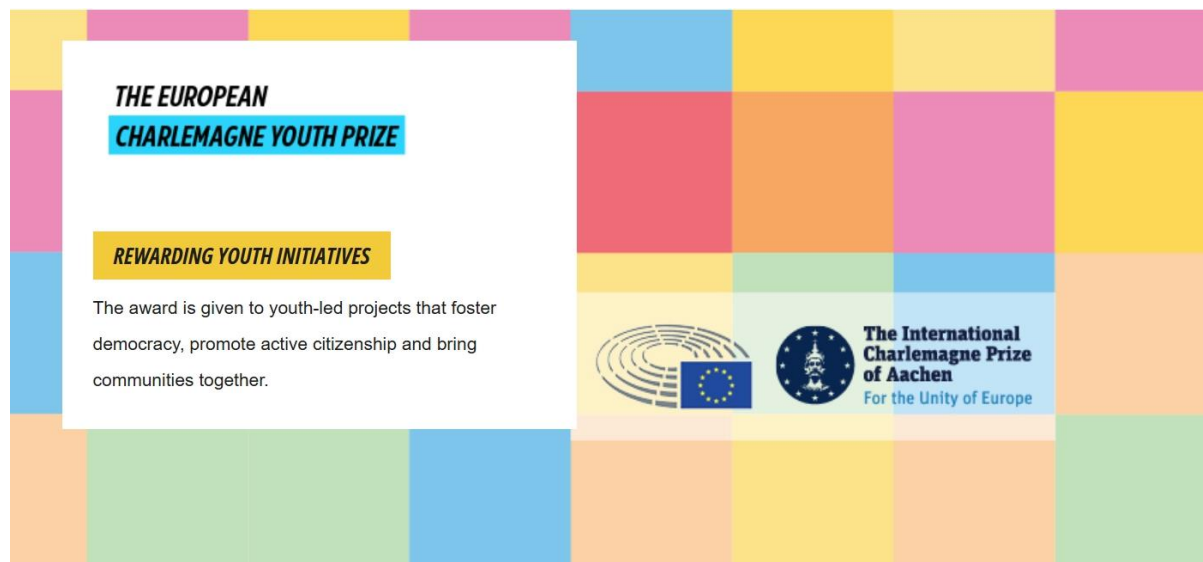 THE EUROPEAN
CHARLEMAGNE YOUTH PRIZE
REWARDING YOUTH INITIATIVES
The award is given to youth-led projects that foster
democracy, promote active citizenship and bring
communities together.
The International
Charlemagne Prize
of Aachen
For the Unity of Europe